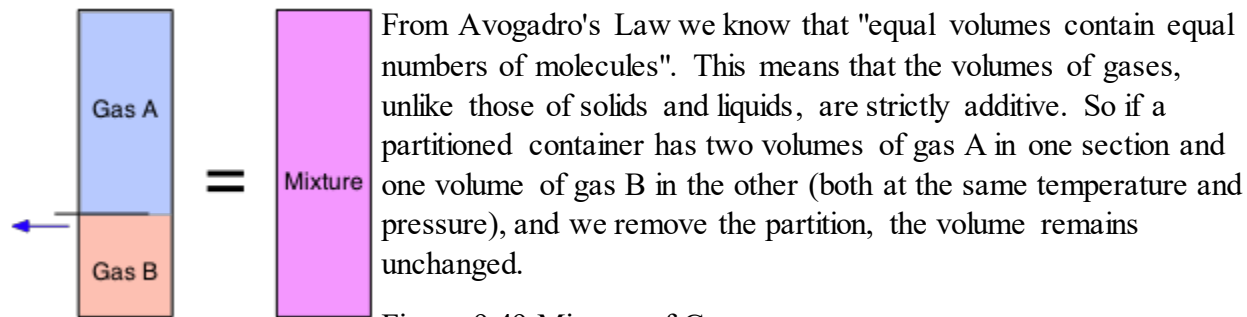 Gas A
Gas B
=
Mixture
From Avogadro's Law we know that "equal volumes contain equal
numbers of molecules". This means that the volumes of gases,
unlike those of solids and liquids, are strictly additive. So if a
partitioned container has two volumes of gas A in one section and
one volume of gas B in the other (both at the same temperature and
pressure), and we remove the partition, the volume remains
unchanged.